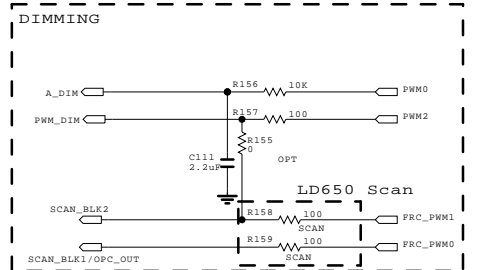 DIMMING
R156 10K
A_DIM PWM0
R157 100
PWM_DIM PWM2
R155
0
OPT
C111
2.2uF
LD650 Scan
SCAN_BLK2 R158 100 FRC_PWM1
SCAN
R159 100 FRC_PWM0
SCAN_BLK1/OPC_OUT SCAN